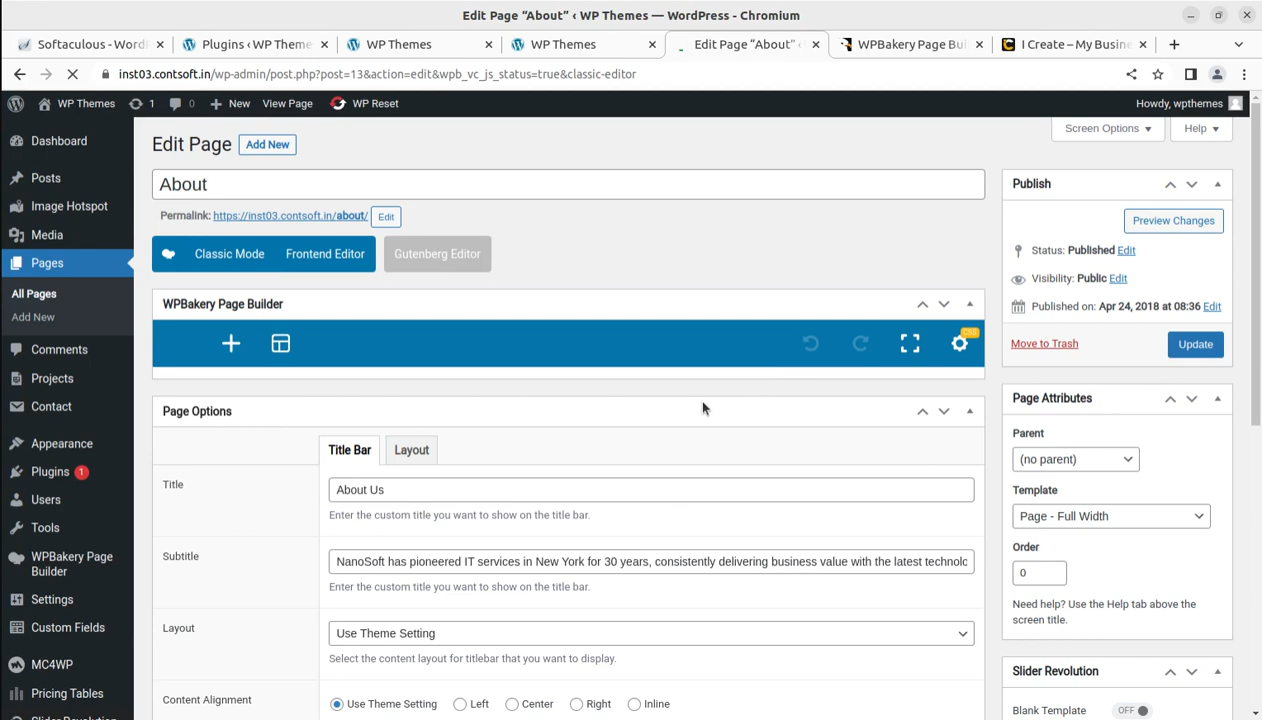 Edit Page “About” ‹ WP Themes — WordPress - Chromium
Softaculous - Word
Plugins ‹ WP Theme
WP Themes
WP Themes
Edit Page “About” ‹
WPBakery Page Bui
I Create – My Busin
inst03.contsoft.in/wp-admin/post.php?post=13&action=edit&wpb_vc_js_status=true&classic-editor
WP Themes 1 0 New View Page WP Reset Howdy, wpthemes
Dashboard
Posts
Image Hotspot
Media
Pages
All Pages
Add New
Comments
Projects
Contact
Appearance
Plugins 1
Users
Tools
WPBakery Page
Builder
Settings
Custom Fields
MC4WP
Pricing Tables
Slider Revolution
Screen Options Help
Edit Page Add New
About
Permalink: https://inst03.contsoft.in/about/ Edit
Classic Mode Frontend Editor Gutenberg Editor
WPBakery Page Builder
CSS
Page Options
Title Bar Layout
Title
About Us
Enter the custom title you want to show on the title bar.
Subtitle
NanoSoft has pioneered IT services in New York for 30 years, consistently delivering business value with the latest technolo
Enter the custom title you want to show on the title bar.
Layout
Use Theme Setting
Select the content layout for titlebar that you want to display.
Content Alignment
Use Theme Setting Left Center Right Inline
Publish
Preview Changes
Status: Published Edit
Visibility: Public Edit
Published on: Apr 24, 2018 at 08:36 Edit
Move to Trash Update
Page Attributes
Parent
(no parent)
Template
Page - Full Width
Order
0
Need help? Use the Help tab above the
screen title.
Slider Revolution
Blank Template OFF